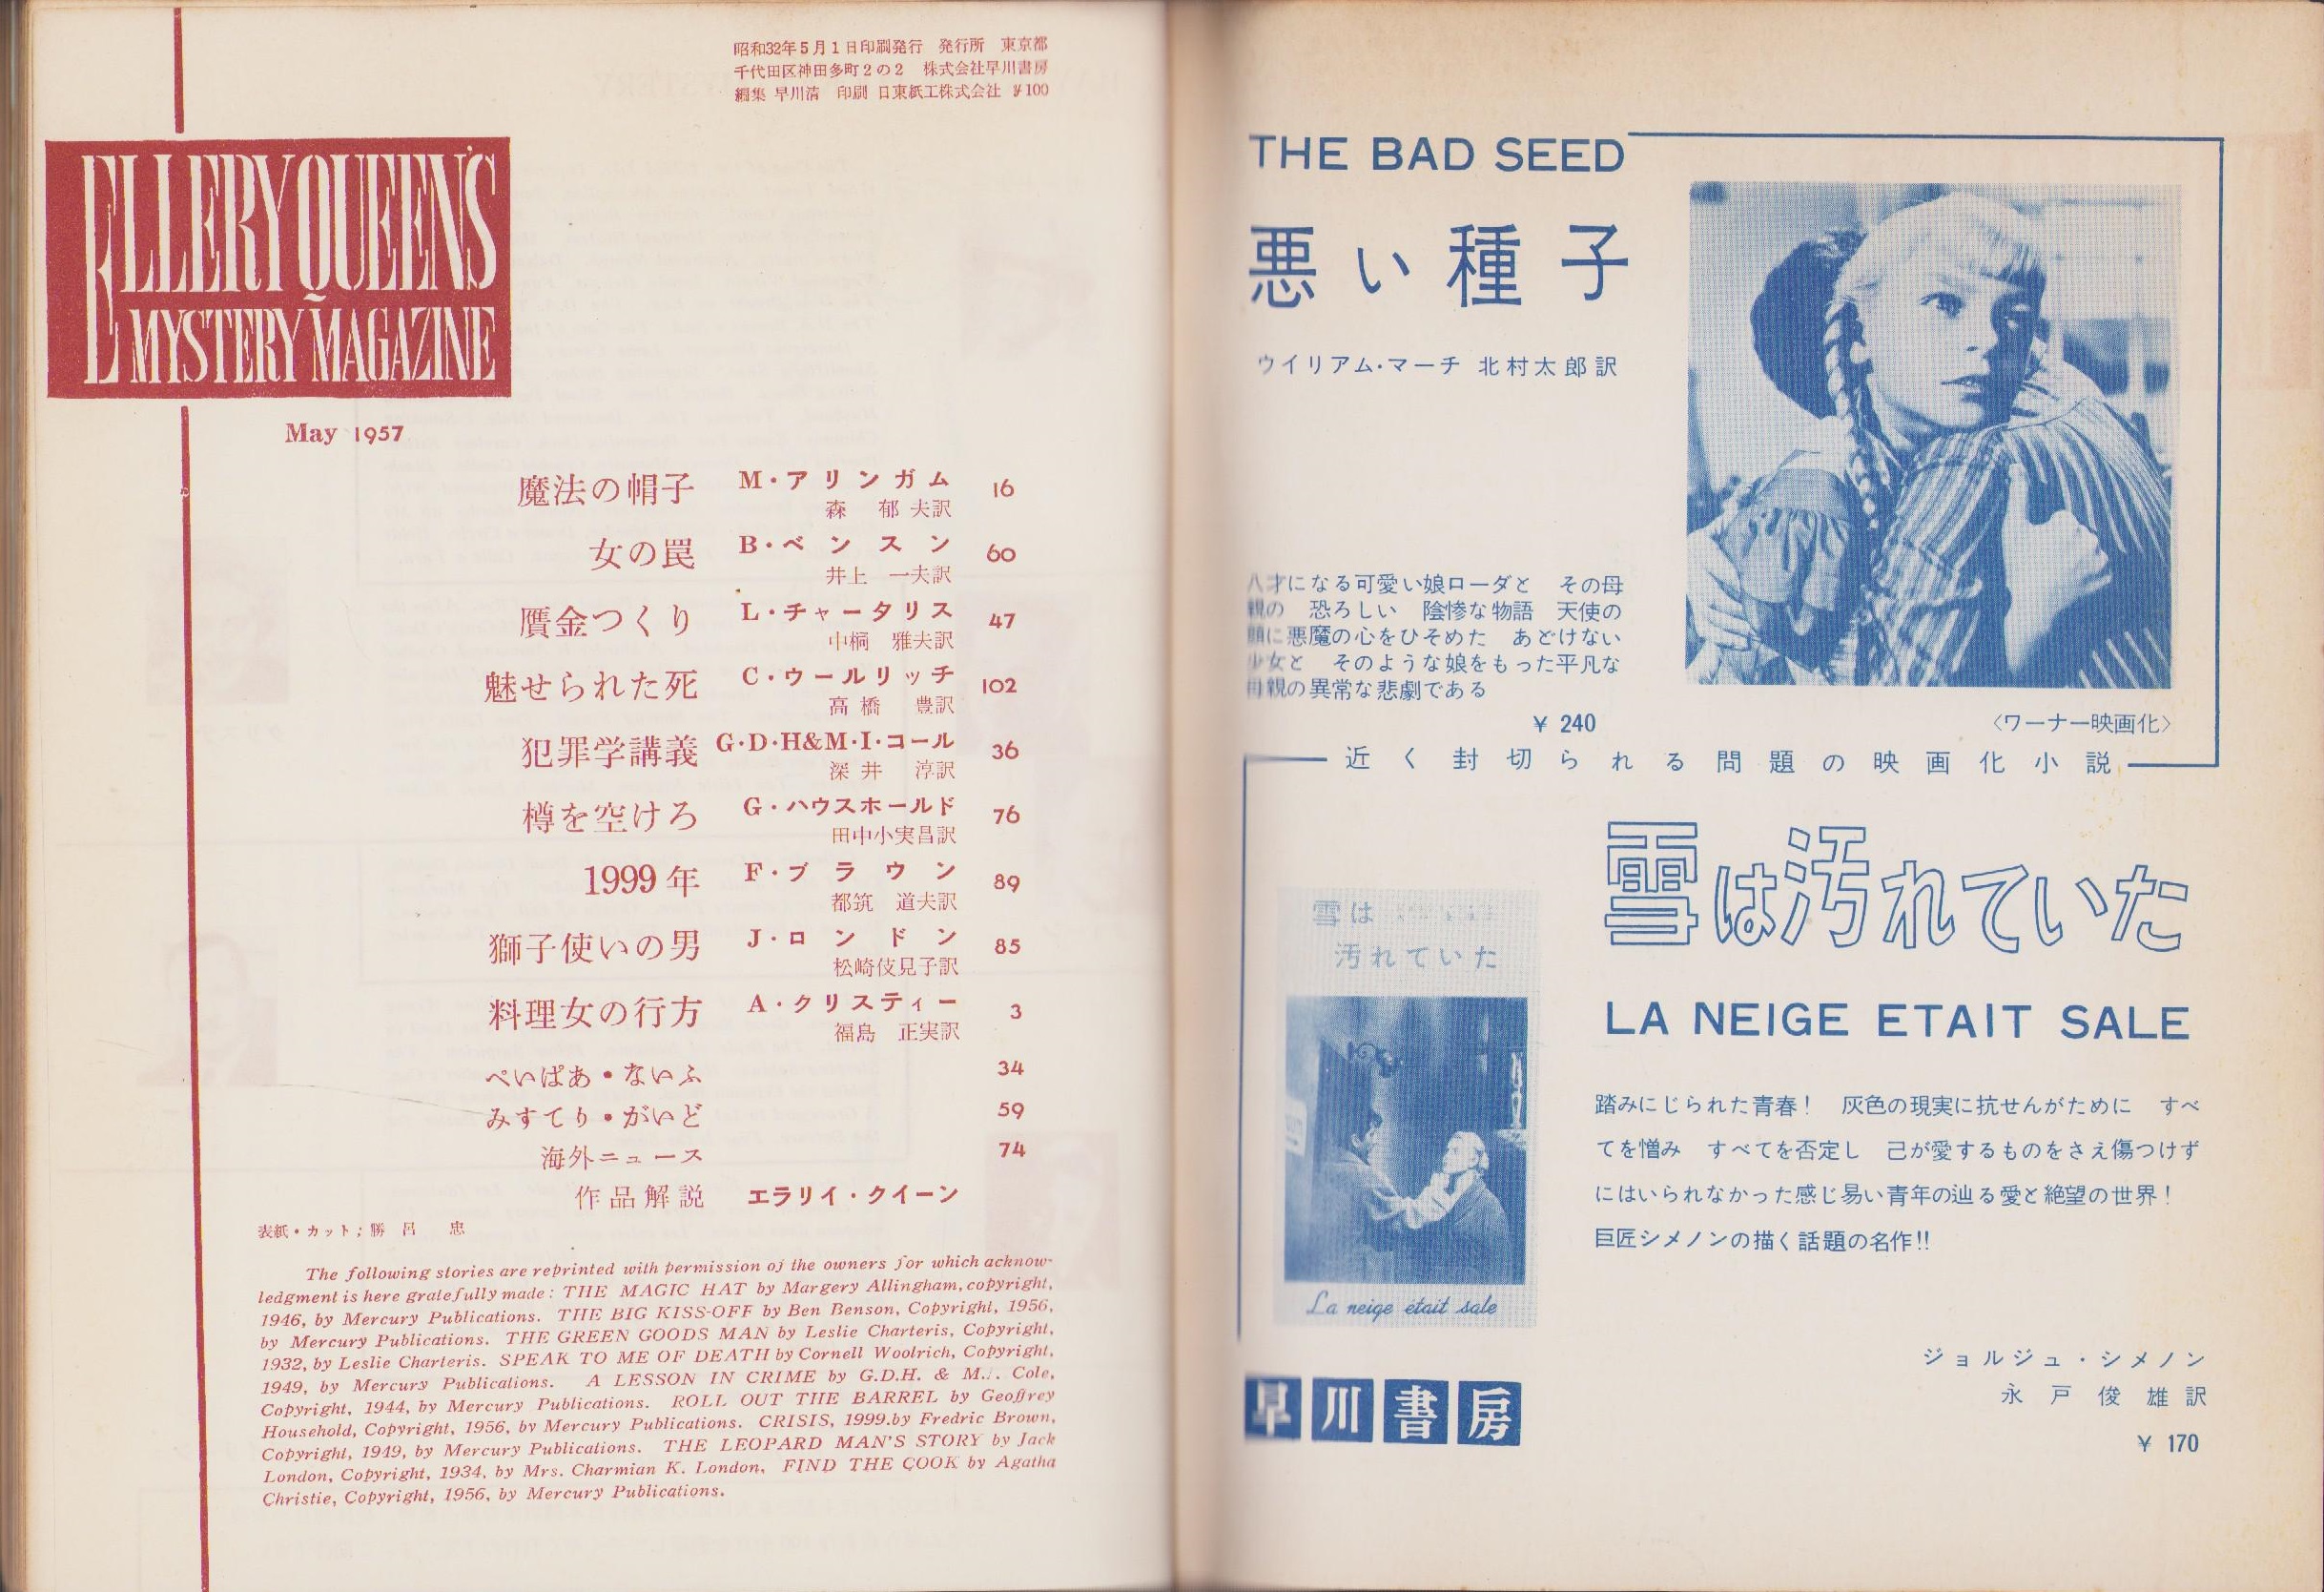 昭和32年5月1日印刷発行　発行所　東京都
千代田区神田多町2の2　株式会社早川書房
編集 早川清　印刷 日東紙工株式会社 ¥100
ELLERY QUEEN'S
MYSTERY MAGAZINE
May 1957
魔法の帽子 M・アリンガム 16
森　郁夫訳
女の罠 B・ベンスン 60
井上　一夫訳
贋金つくり L・チャータリス 47
中桐　雅夫訳
魅せられた死 C・ウールリッチ 102
高橋　豊訳
犯罪学講義 G・D・H&M・I・コール 36
深井　淳訳
樽を空けろ G・ハウスホールド 76
田中小実昌訳
1999年 F・ブラウン 89
都筑　道夫訳
獅子使いの男 J・ロンドン 85
松崎伎見子訳
料理女の行方 A・クリスティー 3
福島　正実訳
ぺいぱあ・ないふ 34
みすてり・がいど 59
海外ニュース 74
作品解説 エラリイ・クイーン
表紙・カット；勝呂　忠
The following stories are reprinted with permission of the owners for which acknow-
ledgment is here gratefully made : THE MAGIC HAT by Margery Allingham, copyright,
1946, by Mercury Publications. THE BIG KISS-OFF by Ben Benson, Copyright, 1956,
by Mercury Publications. THE GREEN GOODS MAN by Leslie Charteris, Copyright,
1932, by Leslie Charteris. SPEAK TO ME OF DEATH by Cornell Woolrich, Copyright,
1949, by Mercury Publications. A LESSON IN CRIME by G.D.H. & M.I. Cole,
Copyright, 1944, by Mercury Publications. ROLL OUT THE BARREL by Geoffrey
Household, Copyright, 1956, by Mercury Publications. CRISIS, 1999.by Fredric Brown,
Copyright, 1949, by Mercury Publications. THE LEOPARD MAN'S STORY by Jack
London, Copyright, 1934, by Mrs. Charmian K. London, FIND THE COOK by Agatha
Christie, Copyright, 1956, by Mercury Publications.
THE BAD SEED
悪い種子
ウイリアム・マーチ 北村太郎訳
八才になる可愛い娘ローダと　その母
親の　恐ろしい　陰惨な物語　天使の
顔に悪魔の心をひそめた　あどけない
少女と　そのような娘をもった平凡な
母親の異常な悲劇である
¥ 240
〈ワーナー映画化〉
近く封切られる問題の映画化小説
雪は汚れていた
雪は
汚れていた
LA NEIGE ETAIT SALE
踏みにじられた青春！　灰色の現実に抗せんがために　すべ
てを憎み　すべてを否定し　己が愛するものをさえ傷つけず
にはいられなかった感じ易い青年の辿る愛と絶望の世界！
巨匠シメノンの描く話題の名作!!
La neige etait sale
ジョルジュ・シメノン
永戸俊雄訳
¥ 170
早川書房